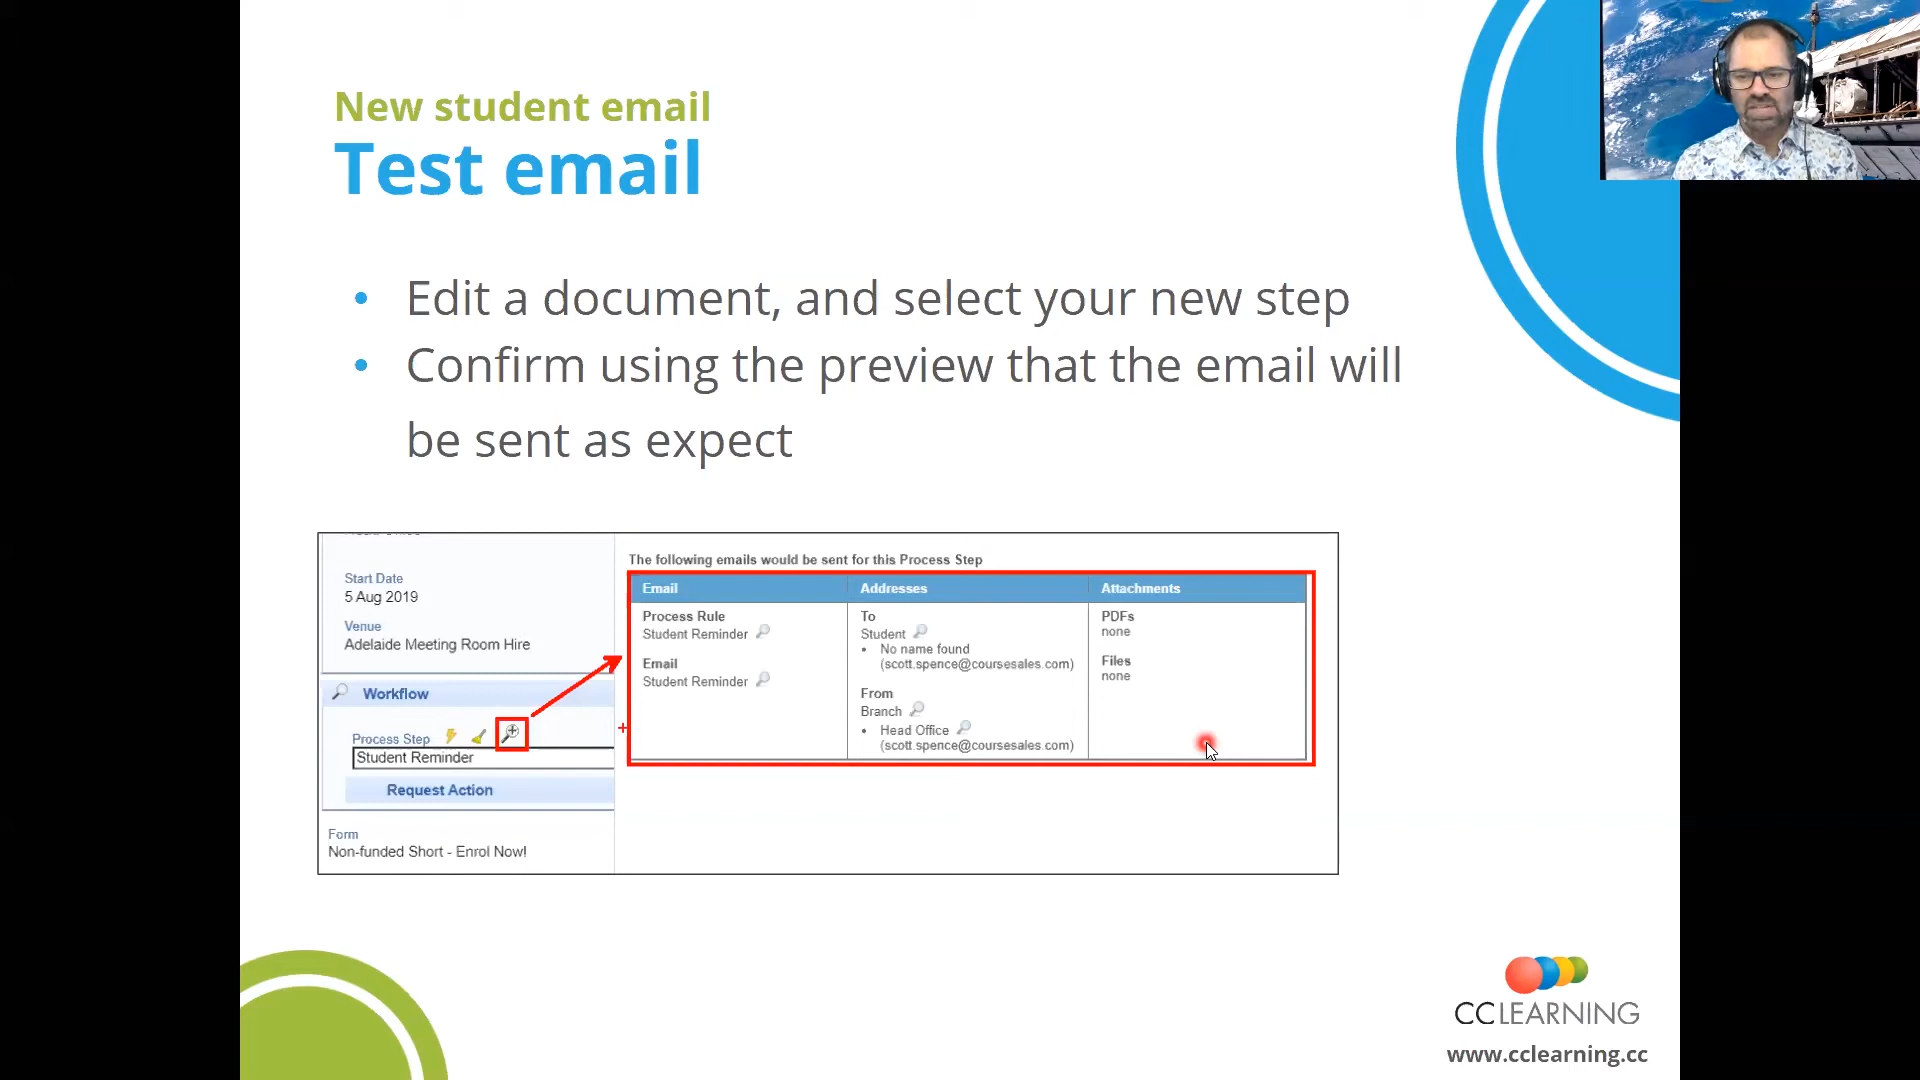 New student email
Test email
• Edit a document, and select your new step
• Confirm using the preview that the email will
be sent as expect
Start Date
5 Aug 2019
Venue
Adelaide Meeting Room Hire
Workflow
Process Step
Student Reminder
Request Action
Form
Non-funded Short - Enrol Now!
The following emails would be sent for this Process Step
Email
Process Rule
Student Reminder
Email
Student Reminder
Addresses
To
Student
• No name found
(scott.spence@coursesales.com)
From
Branch
• Head Office
(scott.spence@coursesales.com)
Attachments
PDFs
none
Files
none
CCLEARNING
www.cclearning.cc